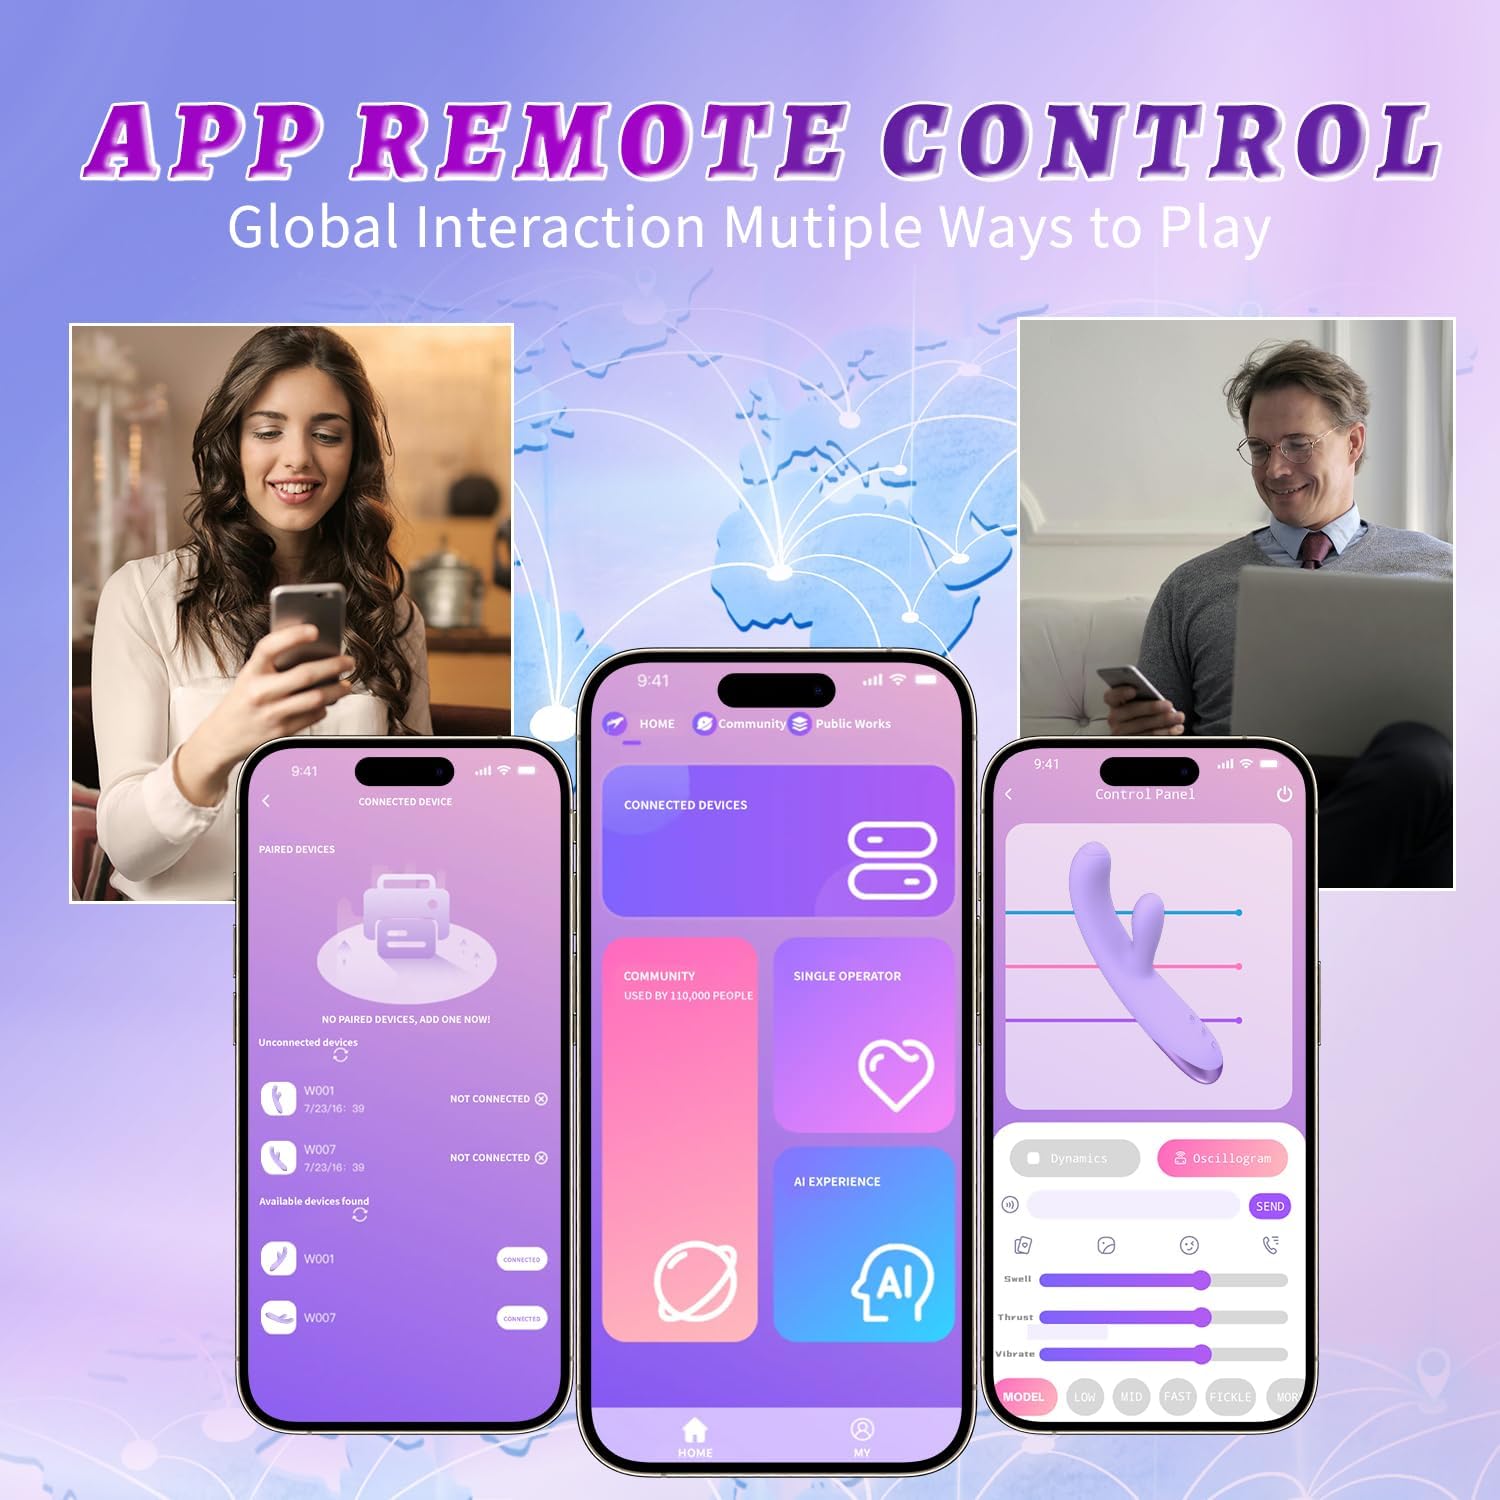 APP REMOTE CONTROL
Global Interaction Mutiple Ways to Play
9:41
CONNECTED DEVICE
PAIRED DEVICES
NO PAIRED DEVICES, ADD ONE NOW!
Unconnected devices
W001
7/23/16: 39
NOT CONNECTED
W007
7/23/16: 39
NOT CONNECTED
Available devices found
W001
CONNECTED
W007
CONNECTED
9:41
HOME Community Public Works
CONNECTED DEVICES
COMMUNITY
USED BY 110,000 PEOPLE
SINGLE OPERATOR
AI EXPERIENCE
AI
HOME MY
9:41
Control Panel
Dynamics Oscillogram
SEND
Swell
Thrust
Vibrate
MODEL LOW MID FAST FICKLE MOR